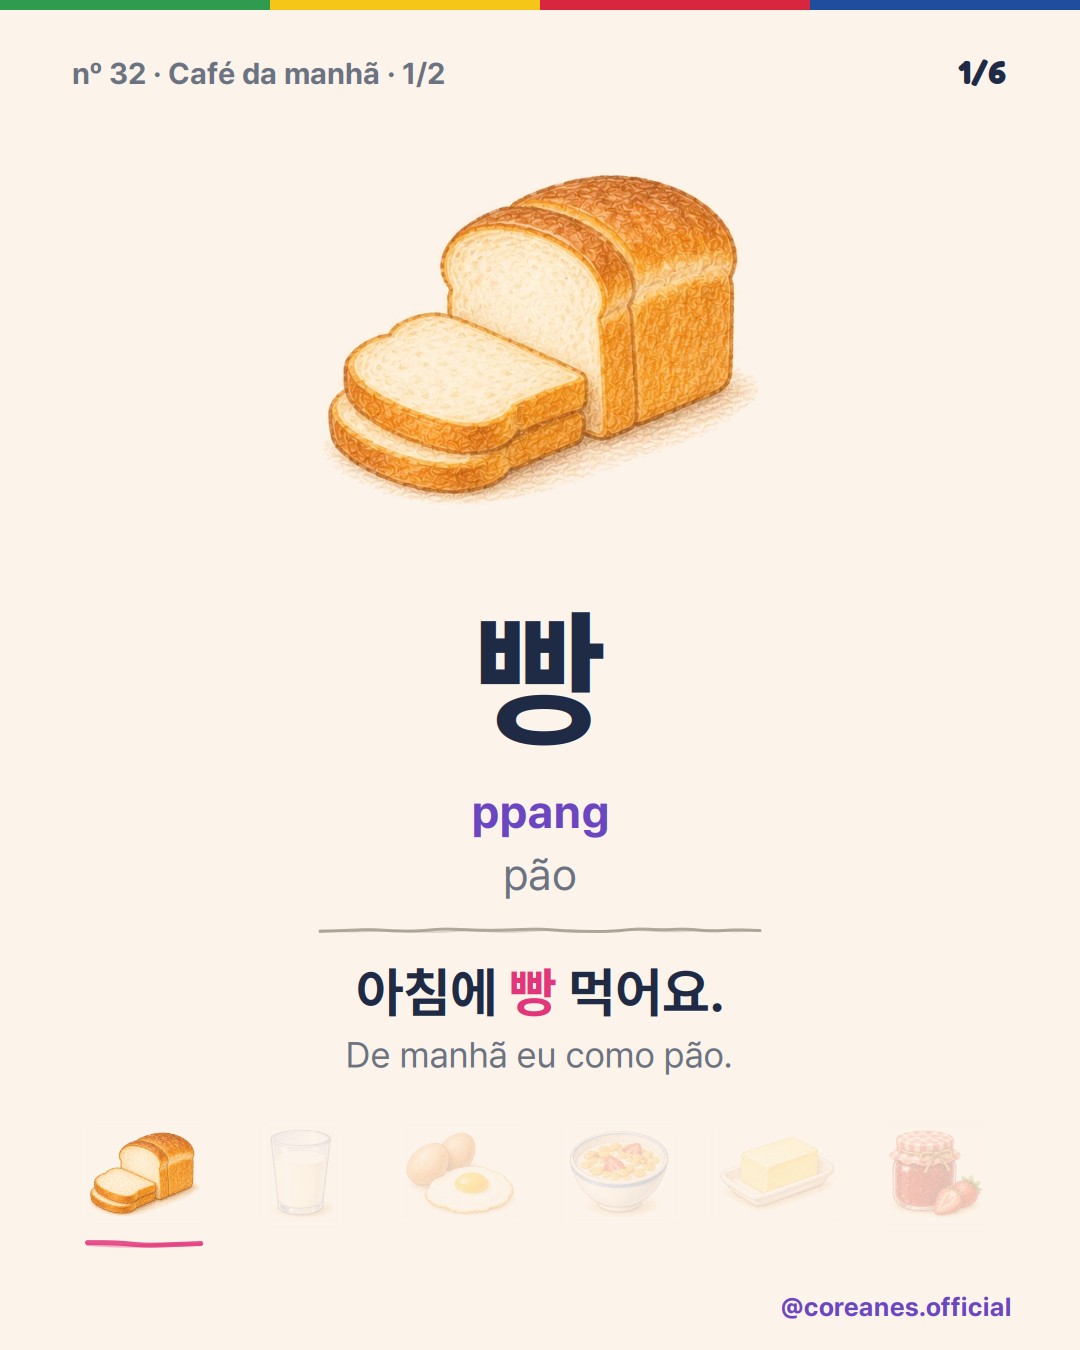 nº 32 · Café da manhã · 1/2
1/6
빵
ppang
pão
아침에 빵 먹어요.
De manhã eu como pão.
@coreanes.official